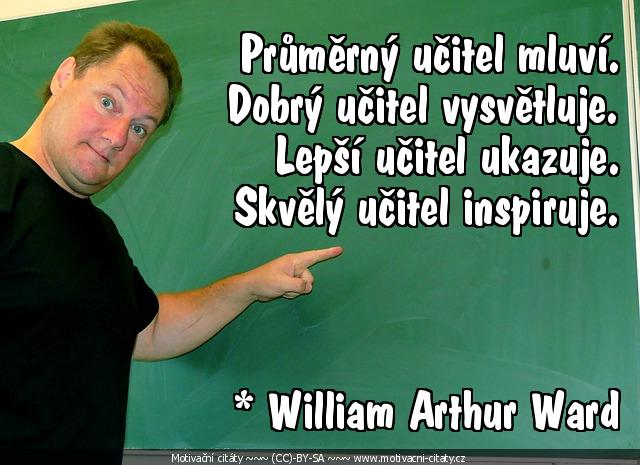 Průměrný učitel mluví.
Dobrý učitel vysvětluje.
Lepší učitel ukazuje.
Skvělý učitel inspiruje.
* William Arthur Ward
Motivační citáty ~~~ (CC)-BY-SA ~~~ www.motivacni-citaty.cz